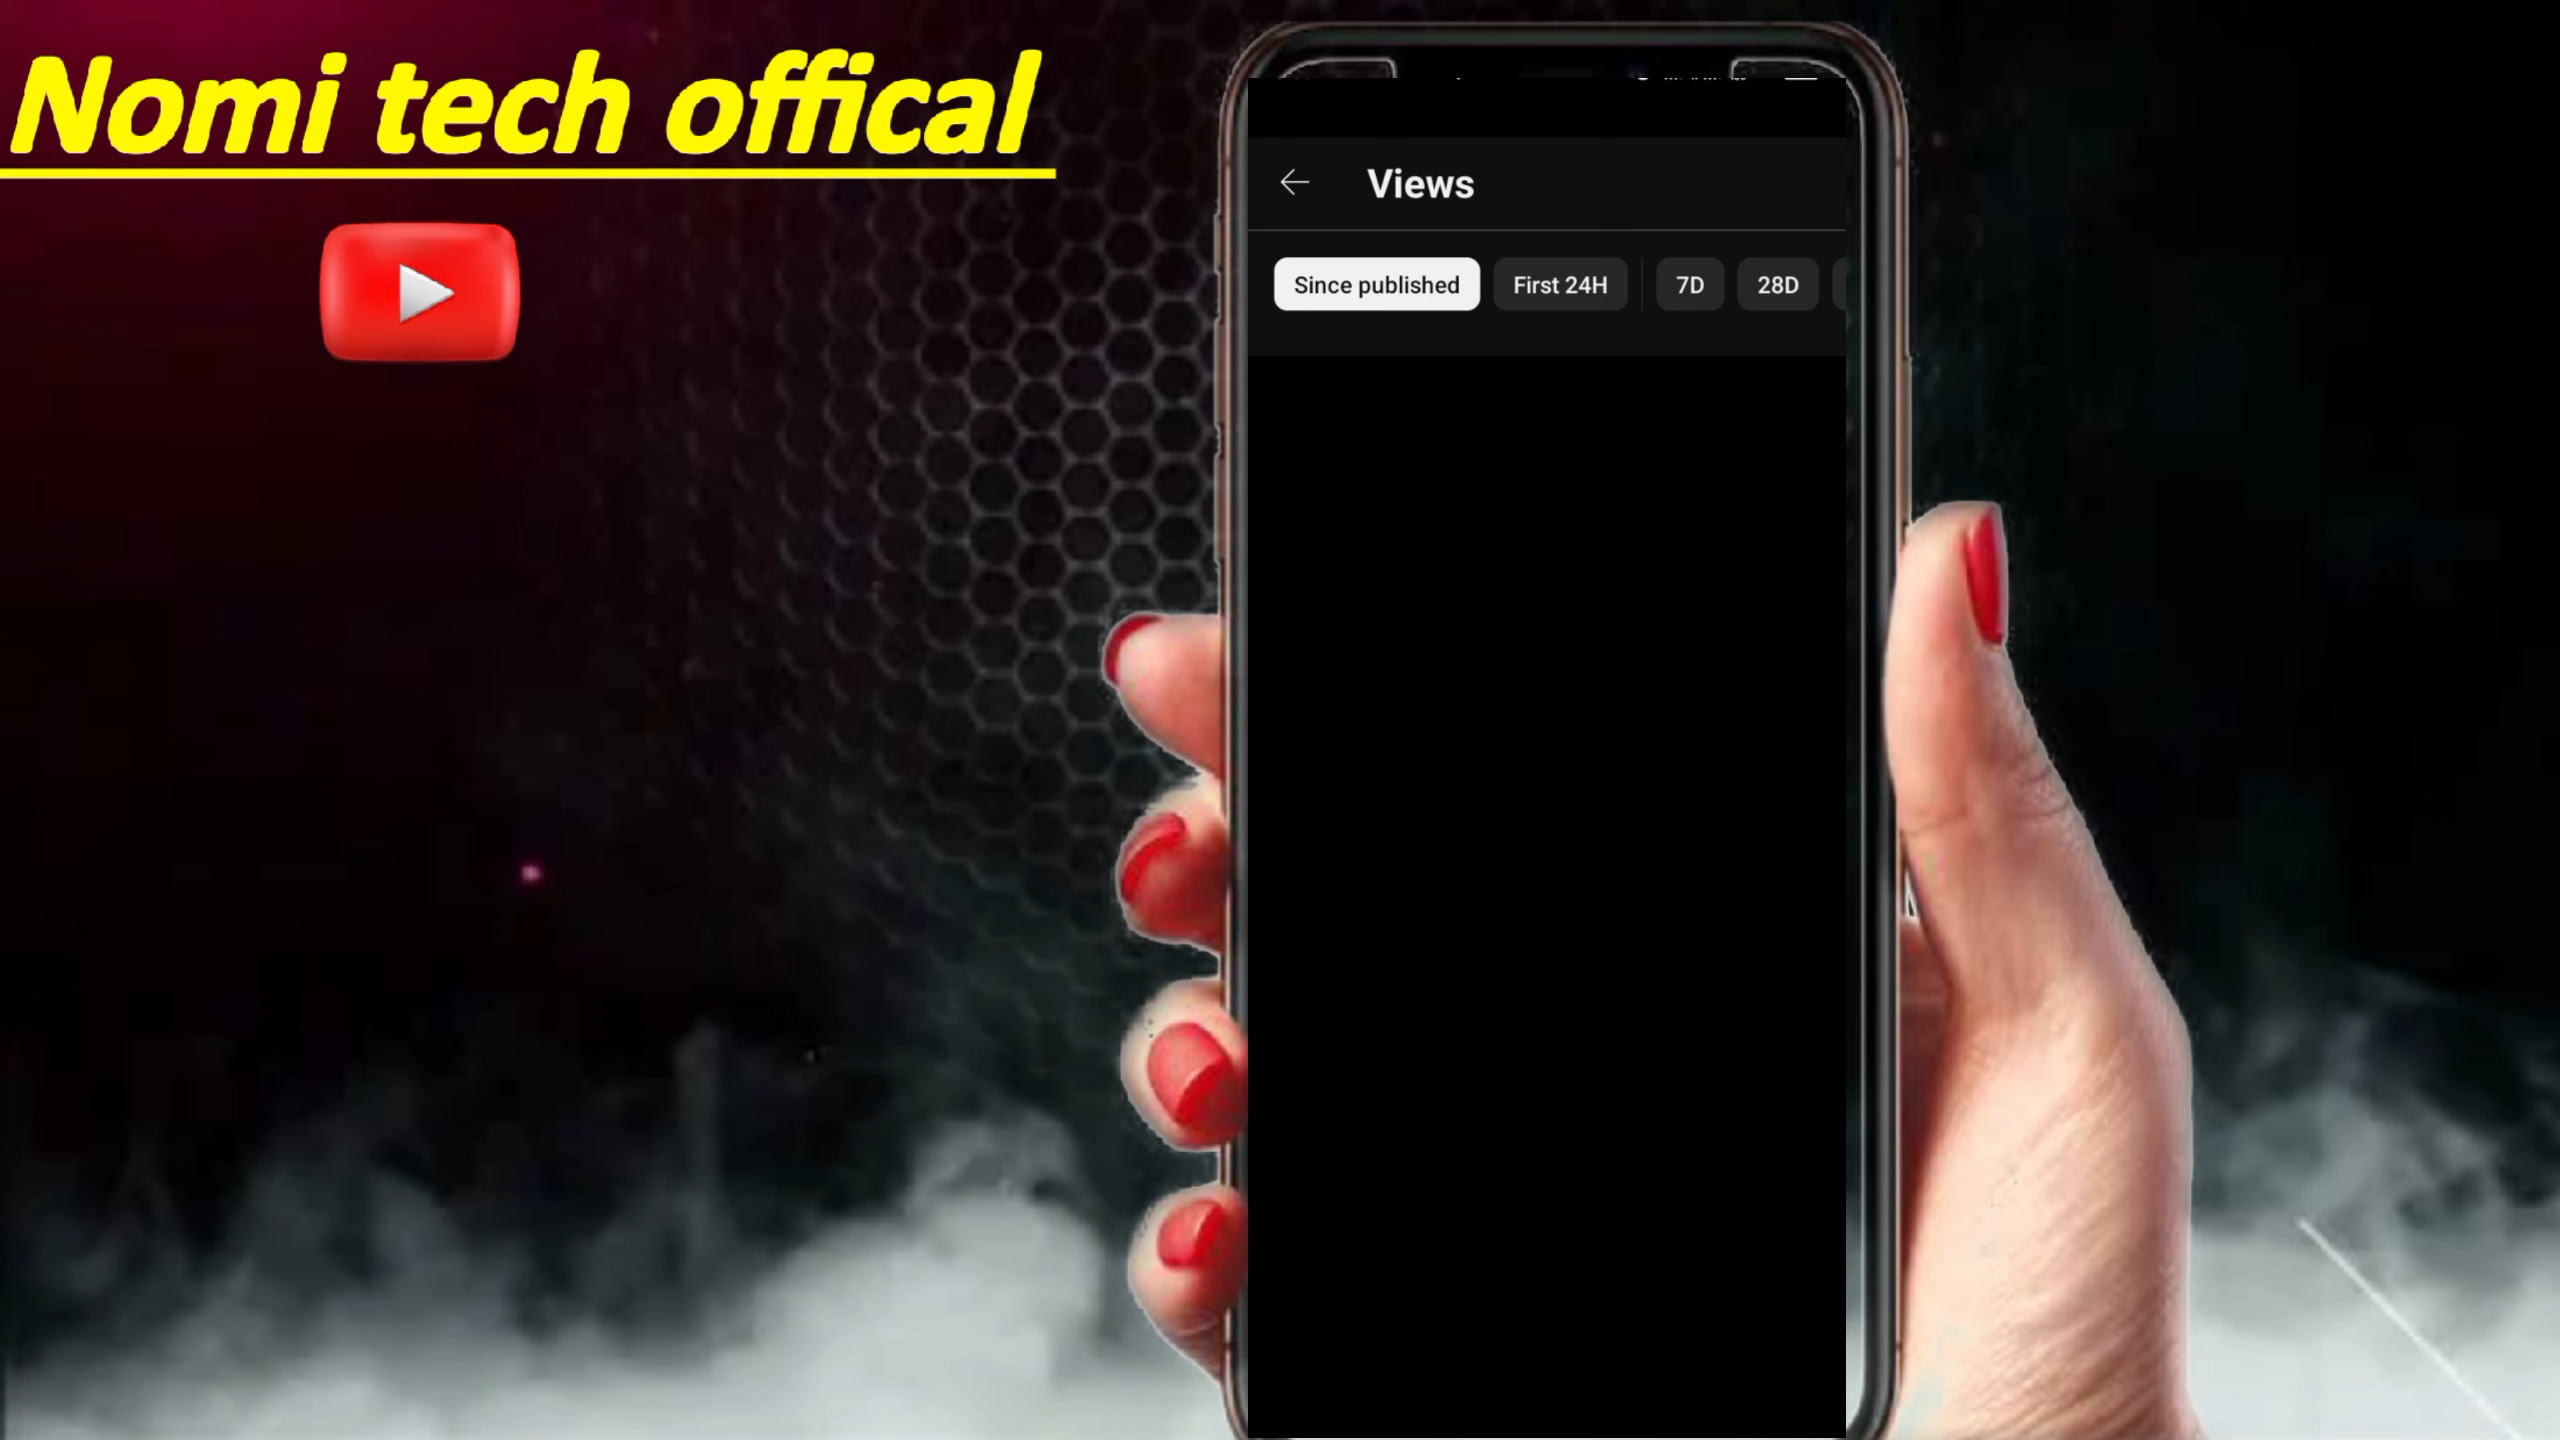 Nomi tech offical
Views
Since published
First 24H
7D
28D